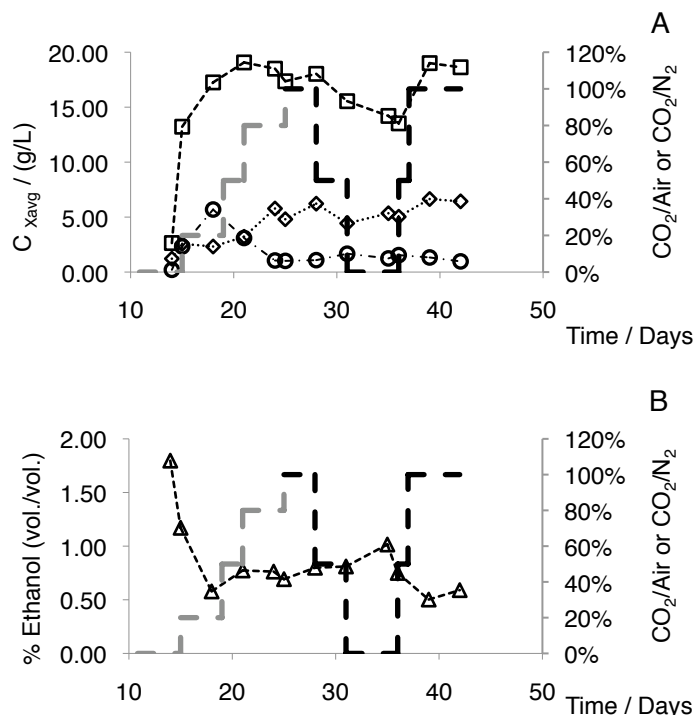 A
20.00
15.00
10.00
5.00
0.00
C Xavg / (g/L)
120%
100%
80%
60%
40%
20%
0%
CO2/Air or CO2/N2
10 20 30 40 50
Time / Days
B
2.00
1.50
1.00
0.50
0.00
% Ethanol (vol./vol.)
120%
100%
80%
60%
40%
20%
0%
CO2/Air or CO2/N2
10 20 30 40 50
Time / Days